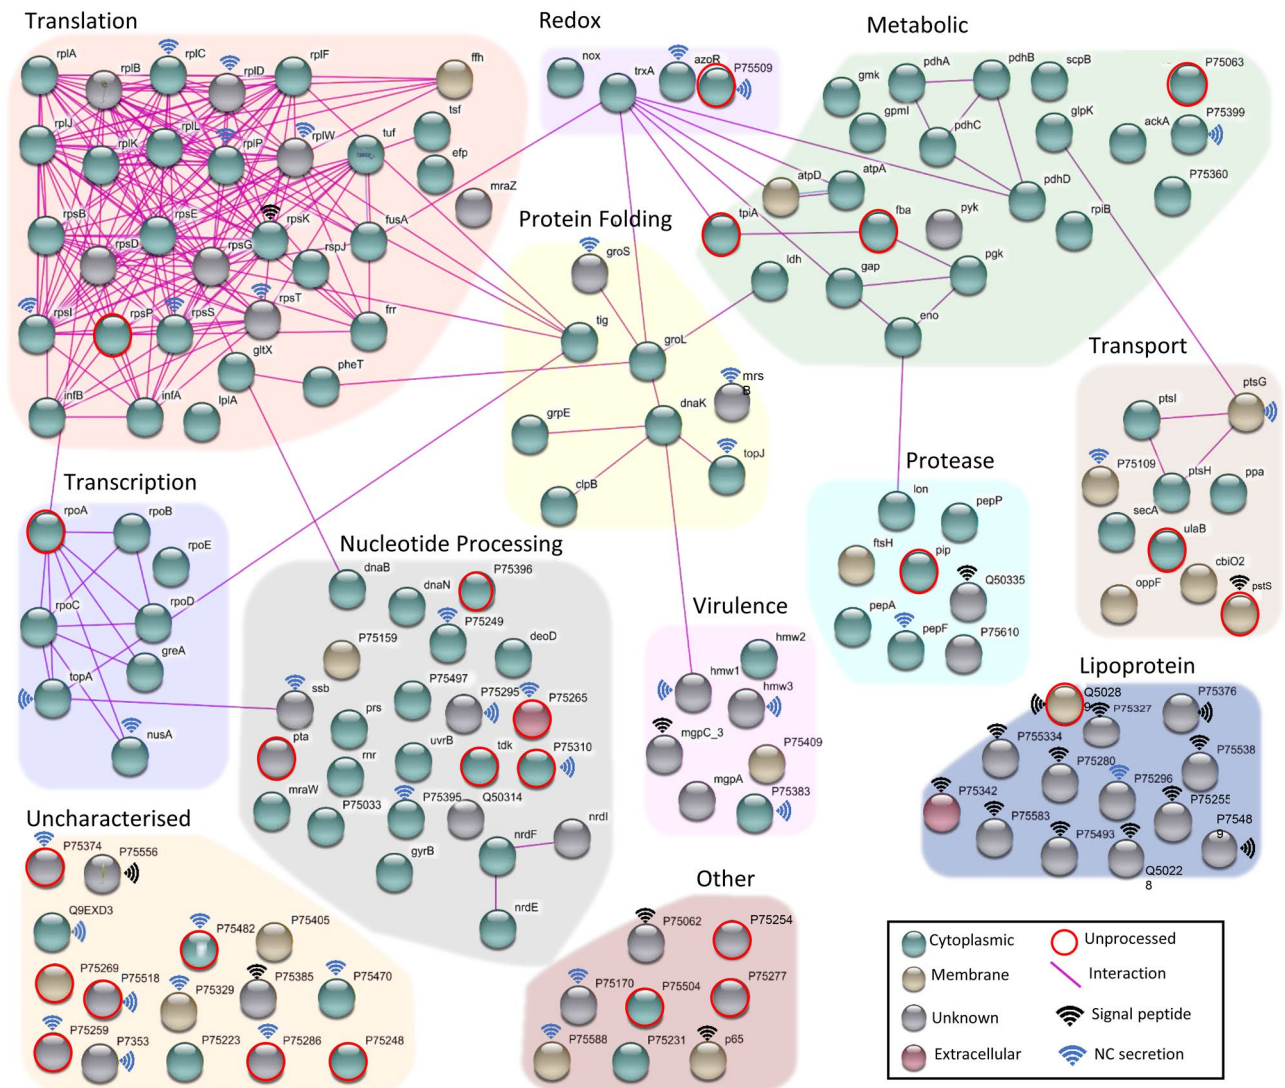 Translation
rplA
rplB
rplC
rplD
rplF
ffh
rplJ
rplK
rplL
rplP
rplW
tuf
tsf
efp
mraZ
rpsB
rpsD
rpsE
rpsG
rpsK
rspJ
fusA
rpsI
rpsP
rpsS
rpsT
frr
gltX
pheT
infB
infA
lplA
Redox
nox
trxA
azoR
P75509
Metabolic
gmk
pdhA
pdhB
scpB
P75063
gpmI
pdhC
glpK
ackA
P75399
atpD
atpA
pdhD
P75360
tpiA
fba
pyk
rpiB
ldh
gap
pgk
eno
Protein Folding
groS
tig
groL
mrs
B
grpE
dnaK
topJ
clpB
Transport
ptsI
ptsG
P75109
ptsH
ppa
secA
ulaB
cbiO2
oppF
pstS
Protease
lon
pepP
ftsH
pip
Q50335
pepA
pepF
P75610
Transcription
rpoA
rpoB
rpoE
rpoC
rpoD
greA
topA
nusA
Nucleotide Processing
dnaB
dnaN
P75396
P75249
deoD
P75159
ssb
P75497
P75295
P75265
prs
pta
uvrB
tdk
P75310
rnr
mraW
P75033
P75395
Q50314
nrdF
nrdI
gyrB
nrdE
Virulence
hmw2
hmw1
hmw3
mgpC_3
P75409
mgpA
P75383
Lipoprotein
Q5028
9
P75327
P75376
P755334
P75280
P75538
P75296
P75342
P75255
P75583
P75493
P7548
9
Q5022
8
Uncharacterised
P75374
P75556
Q9EXD3
P75482
P75405
P75269
P75518
P75329
P75385
P75470
P75259
P7353
P75223
P75286
P75248
Other
P75062
P75254
P75170
P75504
P75277
P75588
P75231
p65
Cytoplasmic
Unprocessed
Membrane
Interaction
Unknown
Signal peptide
Extracellular
NC secretion